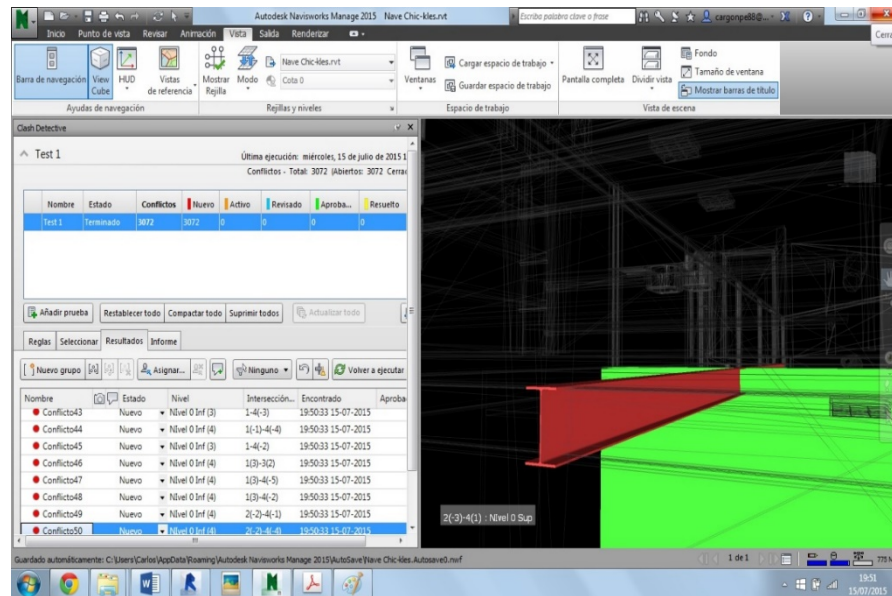 Autodesk Navisworks Manage 2015 Nave Chic-kles.rvt
Escriba palabra clave o frase
cargonpe88@...
Cerra
Inicio Punto de vista Revisar Animación Vista Salida Renderizar
Barra de navegación
View Cube
HUD
Vistas de referencia
Mostrar Rejilla
Modo
Nave Chic-kles.rvt
Cota 0
Ventanas
Cargar espacio de trabajo
Guardar espacio de trabajo
Pantalla completa
Dividir vista
Fondo
Tamaño de ventana
Mostrar barras de título
Ayudas de navegación
Rejillas y niveles
Espacio de trabajo
Vista de escena
Clash Detective
Test 1
Última ejecución: miércoles, 15 de julio de 2015 1
Conflictos - Total: 3072 (Abiertos: 3072 Cerra
Nombre Estado Conflictos Nuevo Activo Revisado Aproba... Resuelto
Test 1 Terminado 3072 3072 0 0 0 0
Añadir prueba Restablecer todo Compactar todo Suprimir todos Actualizar todo
Reglas Seleccionar Resultados Informe
Nuevo grupo Asignar... Ninguno Volver a ejecutar
Nombre Estado Nivel Intersección... Encontrado Aproba
Conflicto43 Nuevo NIvel 0 Inf (3) 1-4(-3) 19:50:33 15-07-2015
Conflicto44 Nuevo NIvel 0 Inf (4) 1(-1)-4(-4) 19:50:33 15-07-2015
Conflicto45 Nuevo NIvel 0 Inf (3) 1-4(-2) 19:50:33 15-07-2015
Conflicto46 Nuevo NIvel 0 Inf (4) 1(3)-3(2) 19:50:33 15-07-2015
Conflicto47 Nuevo NIvel 0 Inf (4) 1(3)-4(-5) 19:50:33 15-07-2015
Conflicto48 Nuevo NIvel 0 Inf (4) 1(3)-4(-2) 19:50:33 15-07-2015
Conflicto49 Nuevo NIvel 0 Inf (4) 2(-2)-4(-1) 19:50:33 15-07-2015
Conflicto50 Nuevo NIvel 0 Inf (4) 2(-2)-4(-4) 19:50:33 15-07-2015
2(-3)-4(1) : NIvel 0 Sup
Guardado automáticamente: C:\Users\Carlos\AppData\Roaming\Autodesk Navisworks Manage 2015\AutoSave\Nave Chic-kles.Autosave0.nwf
1 de 1
19:51
15/07/2015